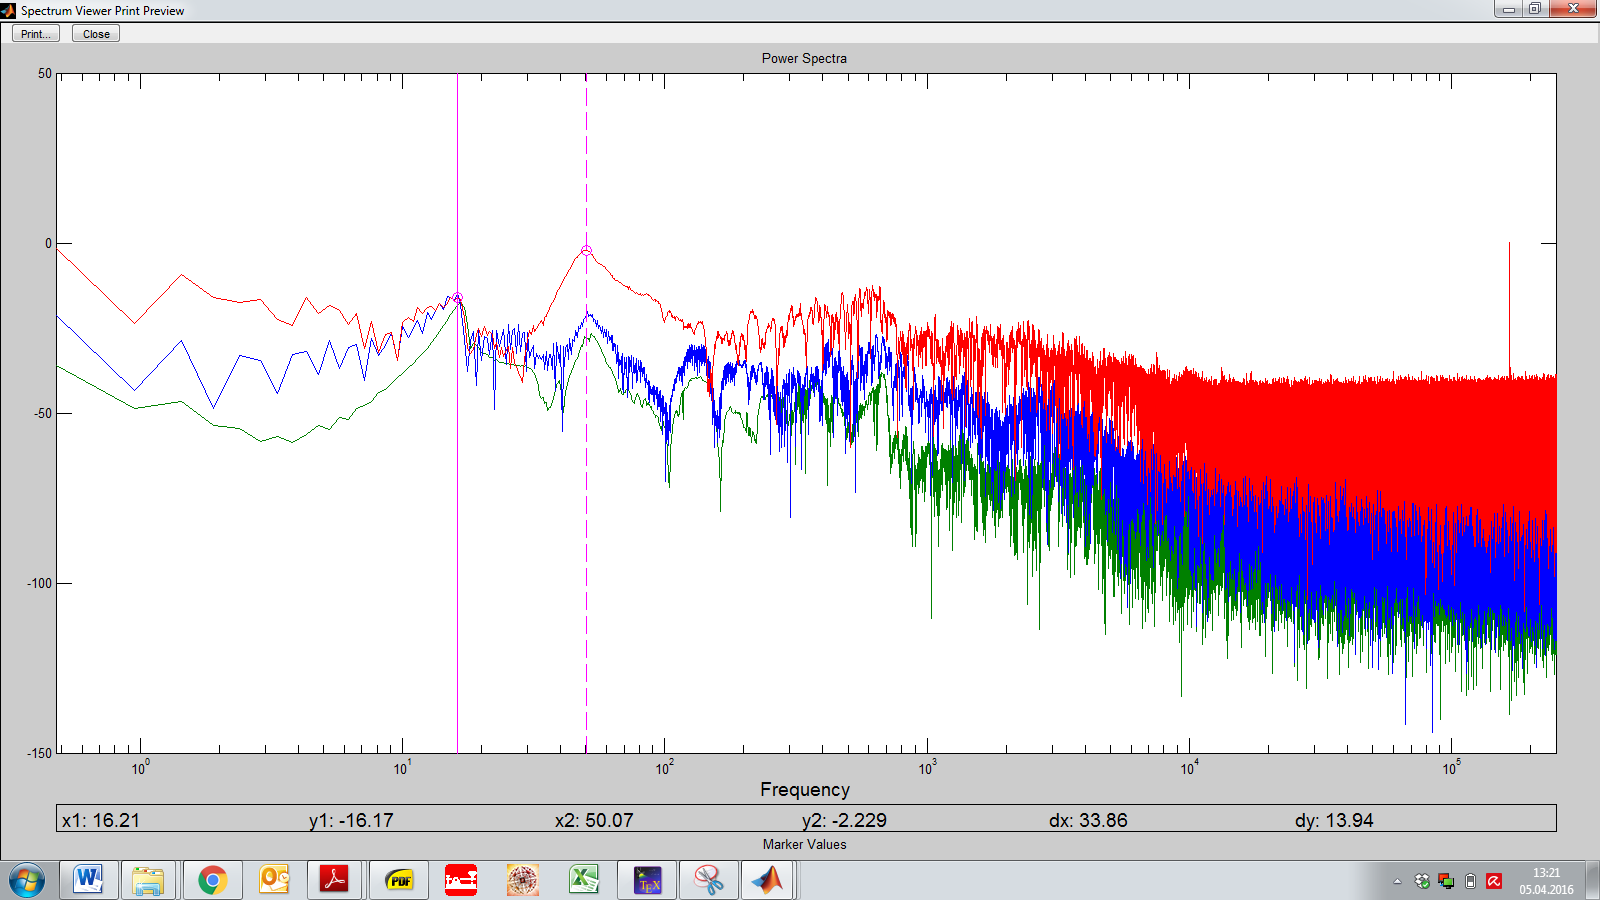 Spectrum Viewer Print Preview
Print... Close
Power Spectra
50
0
-50
-100
-150
10^0 10^1 10^2 10^3 10^4 10^5
Frequency
x1: 16.21 y1: -16.17 x2: 50.07 y2: -2.229 dx: 33.86 dy: 13.94
Marker Values
W O PDF X TEX 13:21
05.04.2016